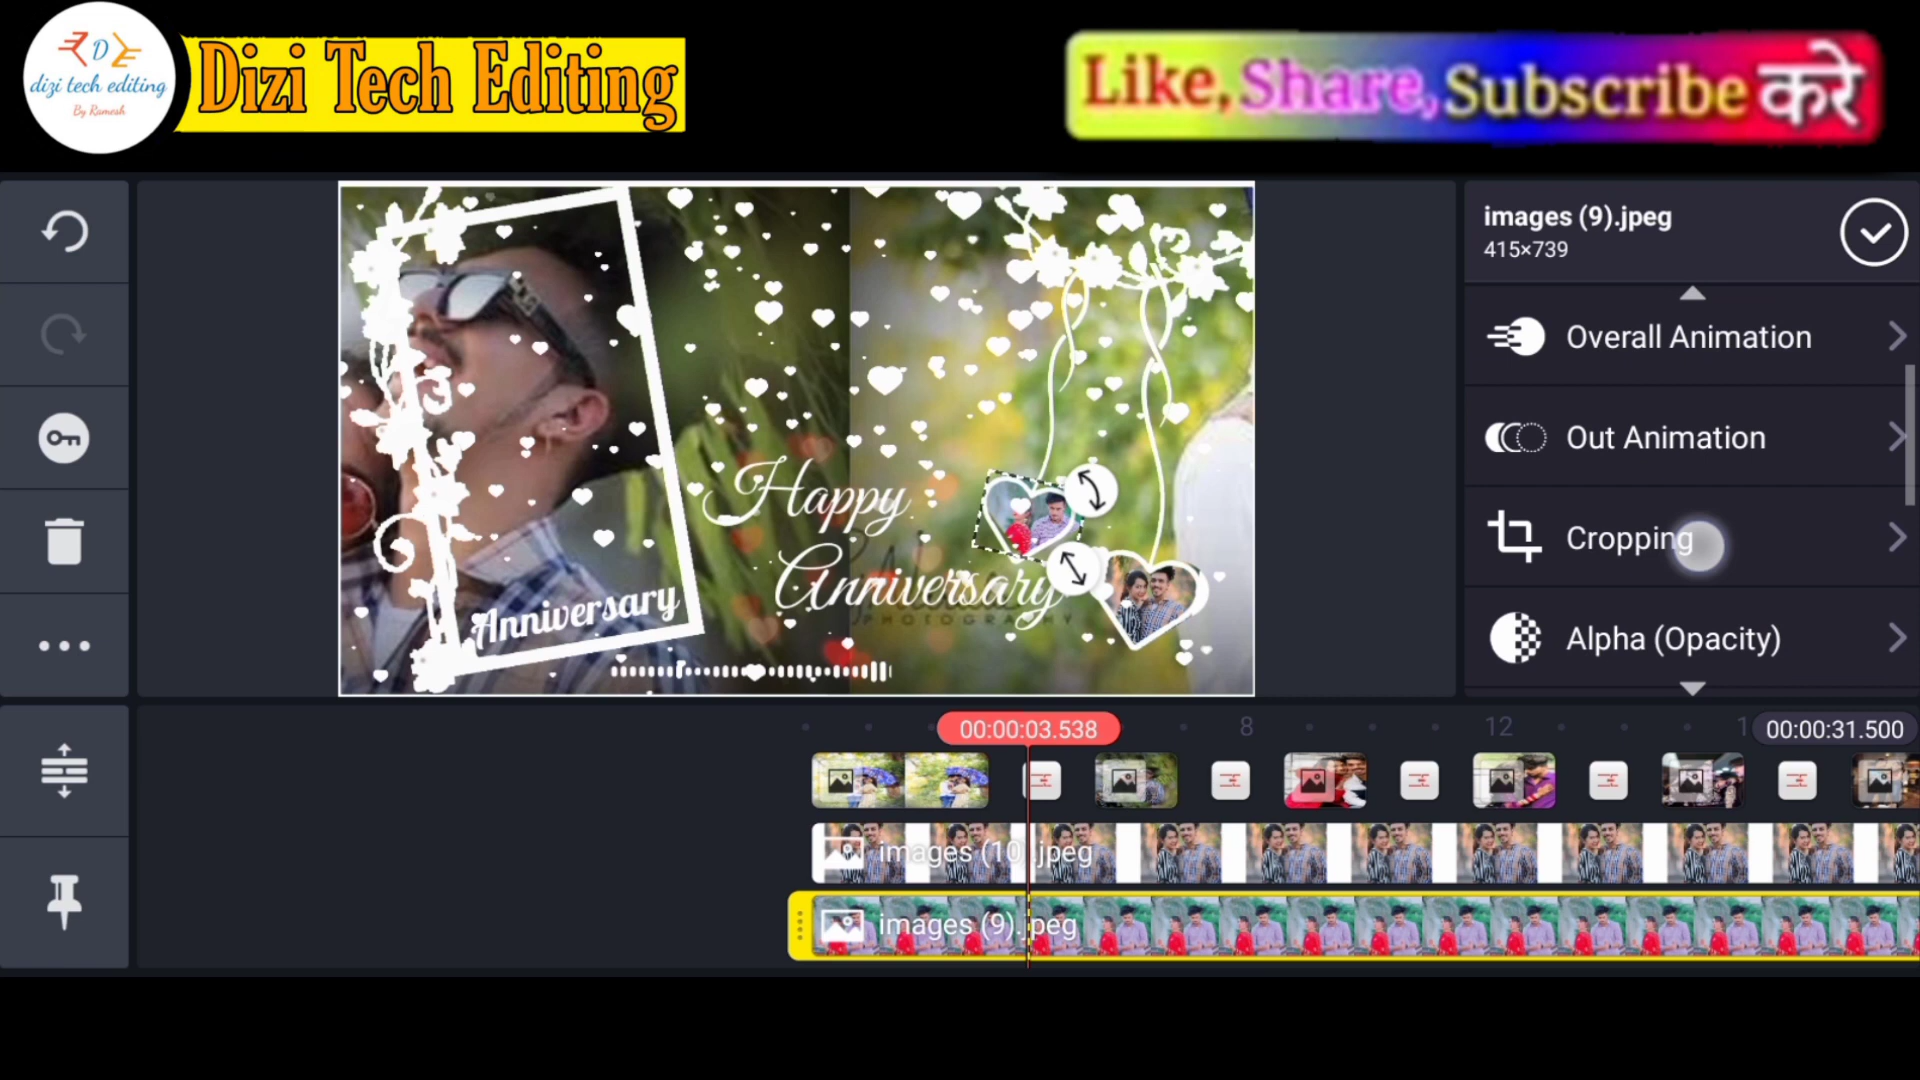 R D E
dizi tech editing
By Ramesh
Dizi Tech Editing
Like, Share, Subscribe करे
images (9).jpeg
415×739
Overall Animation
Out Animation
Cropping
Alpha (Opacity)
Happy
Anniversary
PHOTOGRAPHY
Anniversary
00:00:03.538
8
12
1
00:00:31.500
images (10).jpeg
images (9).jpeg